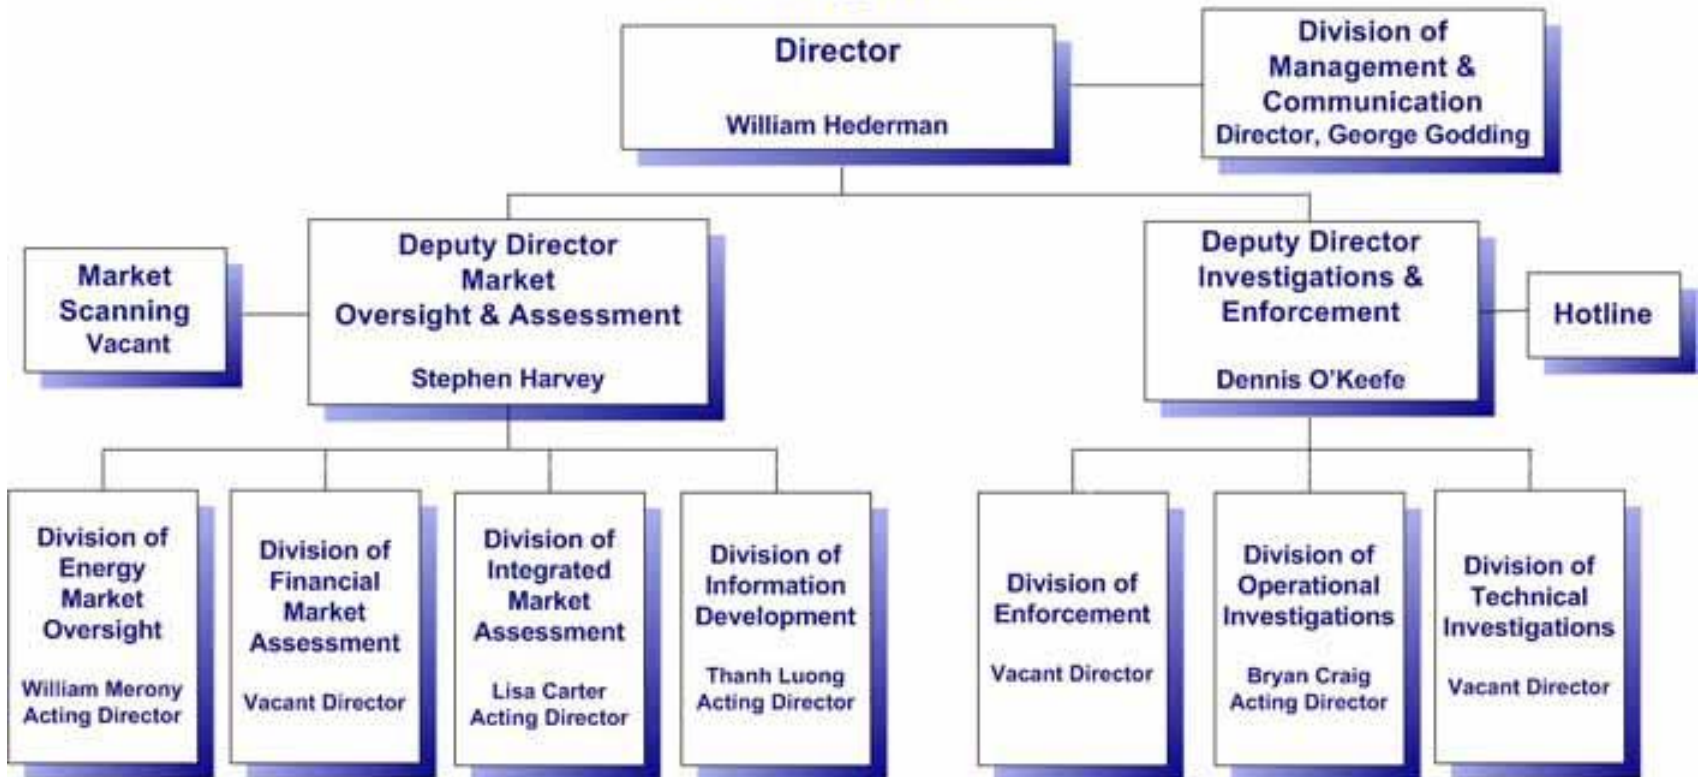 Director
William Hederman
Division of
Management &
Communication
Director, George Godding
Market
Scanning
Vacant
Deputy Director
Market
Oversight & Assessment
Stephen Harvey
Deputy Director
Investigations &
Enforcement
Dennis O'Keefe
Hotline
Division of
Energy
Market
Oversight
William Merony
Acting Director
Division of
Financial
Market
Assessment
Vacant Director
Division of
Integrated
Market
Assessment
Lisa Carter
Acting Director
Division of
Information
Development
Thanh Luong
Acting Director
Division of
Enforcement
Vacant Director
Division of
Operational
Investigations
Bryan Craig
Acting Director
Division of
Technical
Investigations
Vacant Director